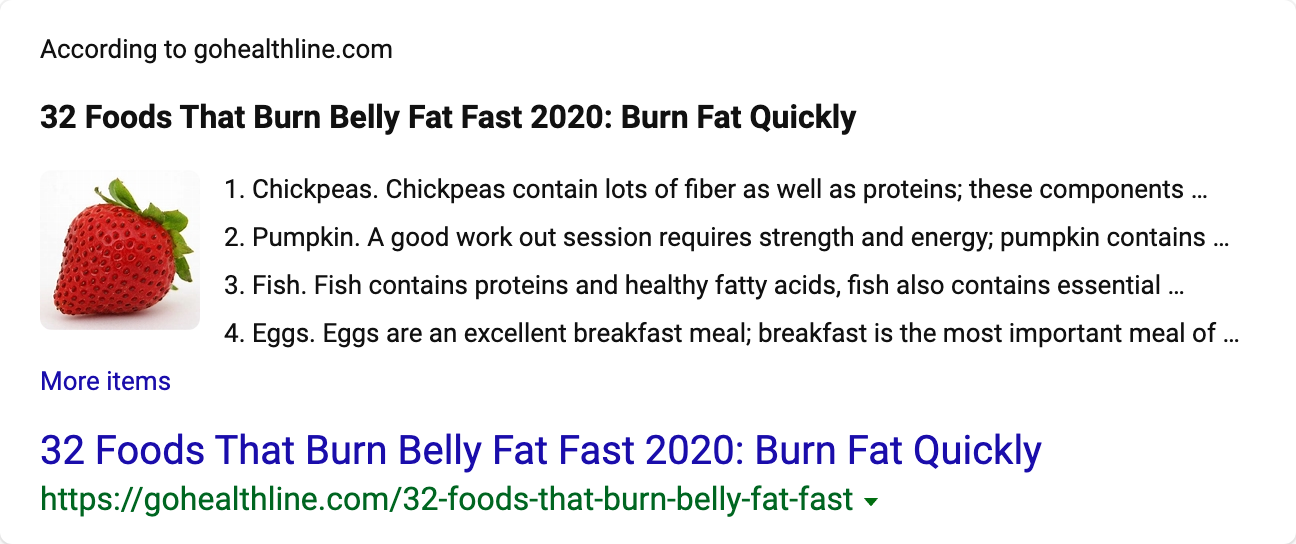 According to gohealthline.com
32 Foods That Burn Belly Fat Fast 2020: Burn Fat Quickly
1. Chickpeas. Chickpeas contain lots of fiber as well as proteins; these components ...
2. Pumpkin. A good work out session requires strength and energy; pumpkin contains ...
3. Fish. Fish contains proteins and healthy fatty acids, fish also contains essential ...
4. Eggs. Eggs are an excellent breakfast meal; breakfast is the most important meal of ...
More items
32 Foods That Burn Belly Fat Fast 2020: Burn Fat Quickly
https://gohealthline.com/32-foods-that-burn-belly-fat-fast